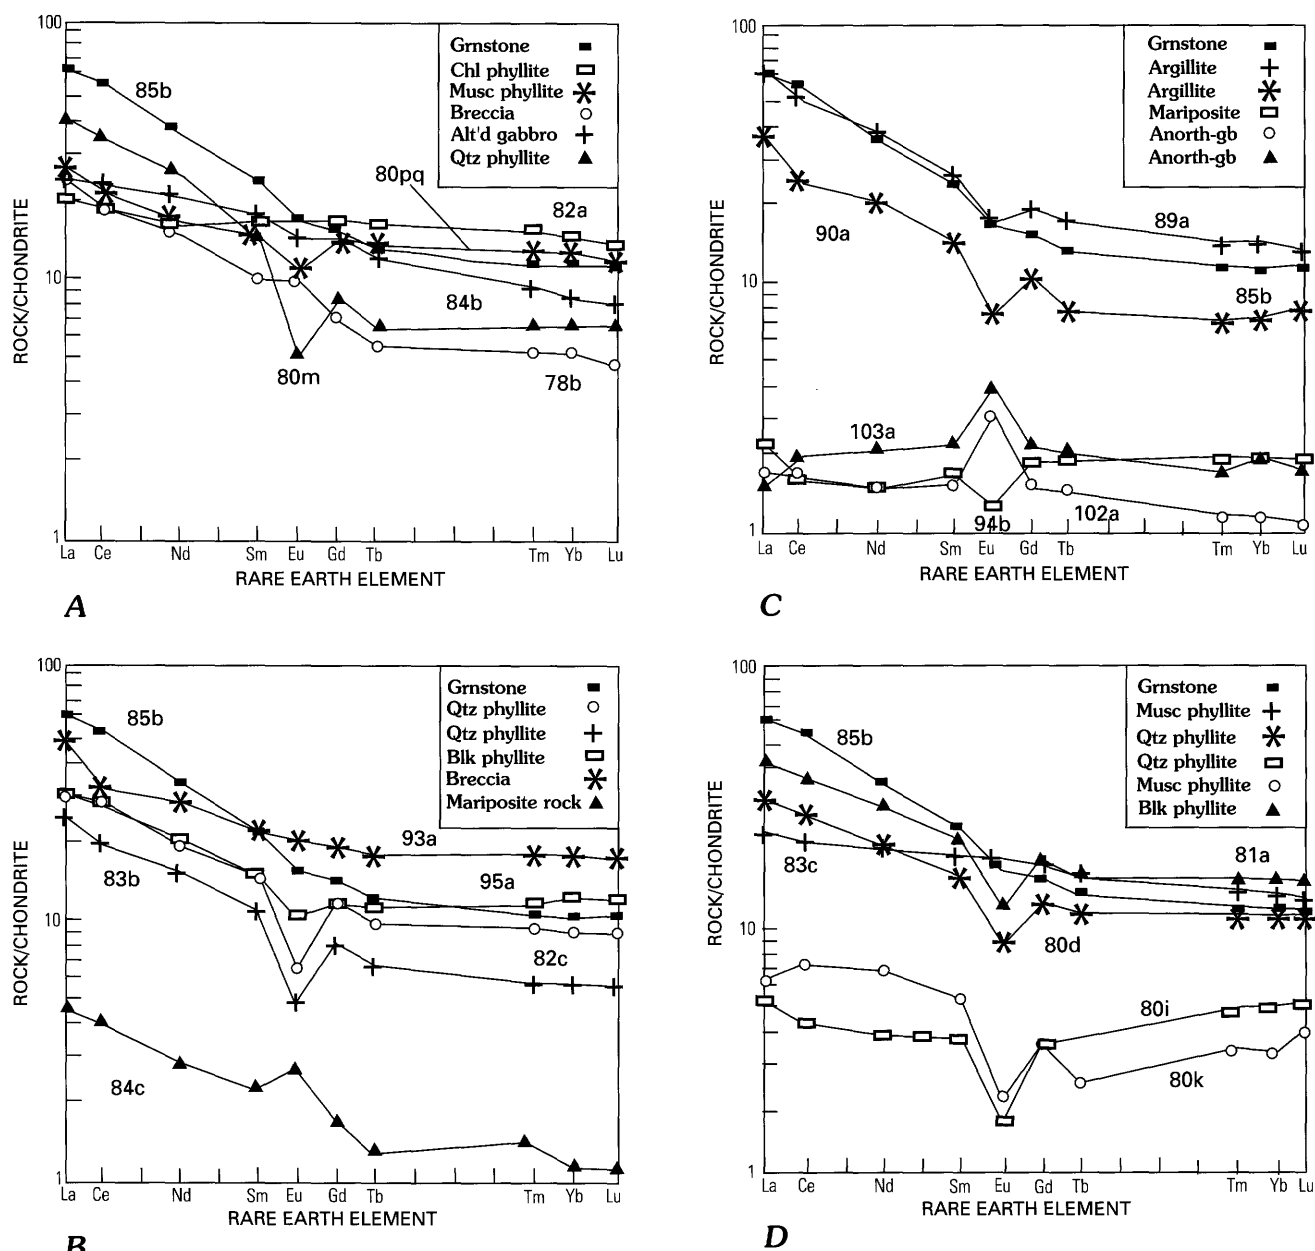 100
10
1
ROCK/CHONDRITE
Grnstone
Chl phyllite
Musc phyllite
Breccia
Alt'd gabbro
Qtz phyllite
85b
80pq
82a
84b
80m
78b
La Ce Nd Sm Eu Gd Tb Tm Yb Lu
RARE EARTH ELEMENT
A
100
10
1
ROCK/CHONDRITE
Grnstone
Argillite
Argillite
Mariposite
Anorth-gb
Anorth-gb
89a
90a
85b
103a
94b
102a
La Ce Nd Sm Eu Gd Tb Tm Yb Lu
RARE EARTH ELEMENT
C
100
10
1
ROCK/CHONDRITE
Grnstone
Qtz phyllite
Qtz phyllite
Blk phyllite
Breccia
Mariposite rock
85b
93a
95a
83b
82c
84c
La Ce Nd Sm Eu Gd Tb Tm Yb Lu
RARE EARTH ELEMENT
B
100
10
1
ROCK/CHONDRITE
Grnstone
Musc phyllite
Qtz phyllite
Qtz phyllite
Musc phyllite
Blk phyllite
85b
83c
81a
80d
80i
80k
La Ce Nd Sm Eu Gd Tb Tm Yb Lu
RARE EARTH ELEMENT
D